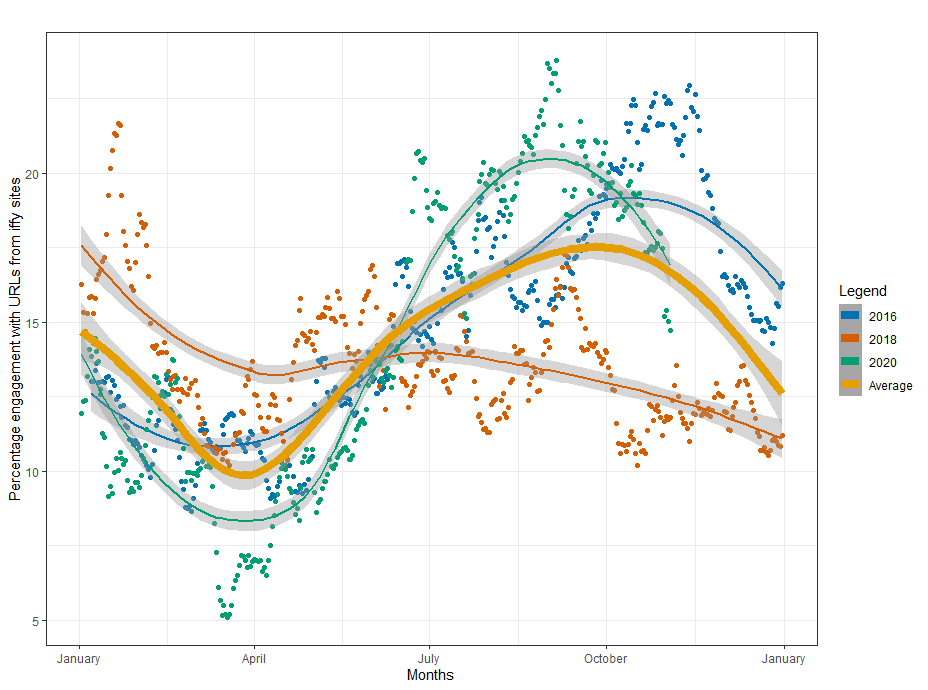 Percentage engagement with URLs from iffy sites
20
15
10
5
January
April
July
October
January
Months
Legend
2016
2018
2020
Average